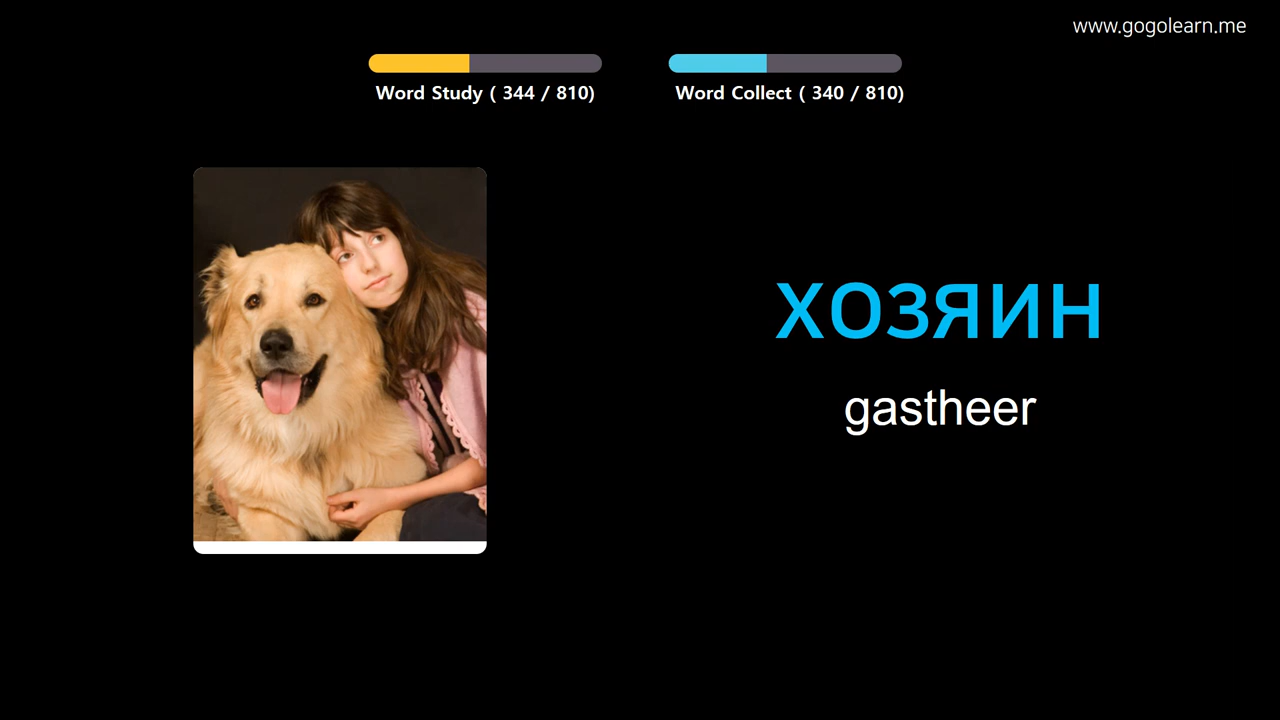 www.gogolearn.me
Word Study ( 344 / 810)
Word Collect ( 340 / 810)
хозяин
gastheer